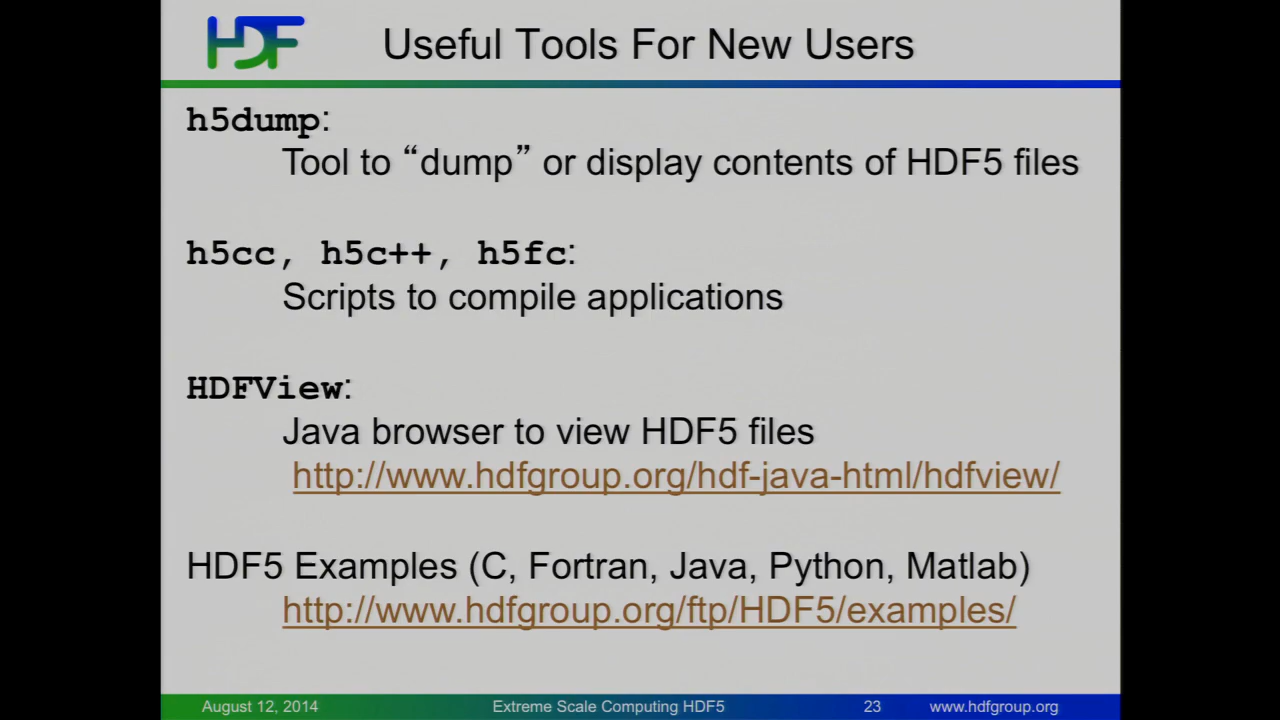 HDF
Useful Tools For New Users
h5dump:
Tool to “dump” or display contents of HDF5 files
h5cc, h5c++, h5fc:
Scripts to compile applications
HDFView:
Java browser to view HDF5 files
http://www.hdfgroup.org/hdf-java-html/hdfview/
HDF5 Examples (C, Fortran, Java, Python, Matlab)
http://www.hdfgroup.org/ftp/HDF5/examples/
August 12, 2014 Extreme Scale Computing HDF5 23 www.hdfgroup.org